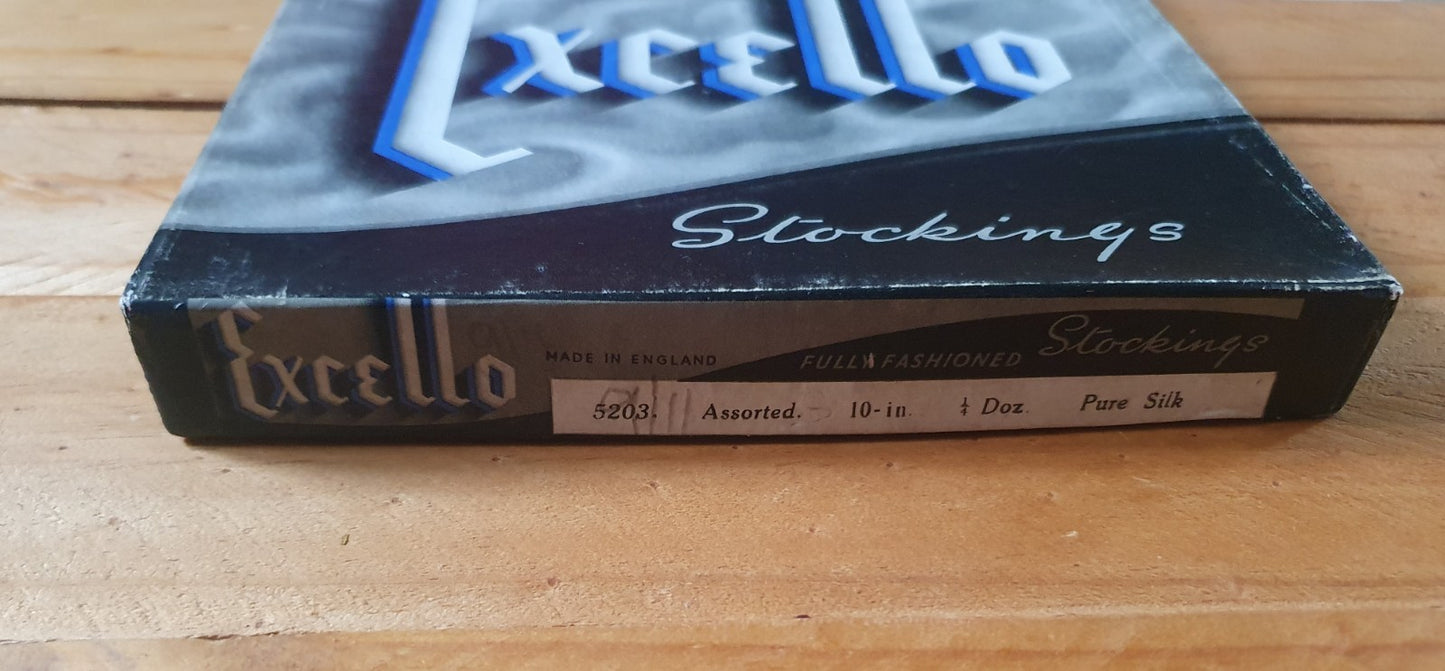 Excello
Stockings
Excello
MADE IN ENGLAND
FULLY FASHIONED
Stockings
5203. Assorted. 10-in. ¼ Doz. Pure Silk